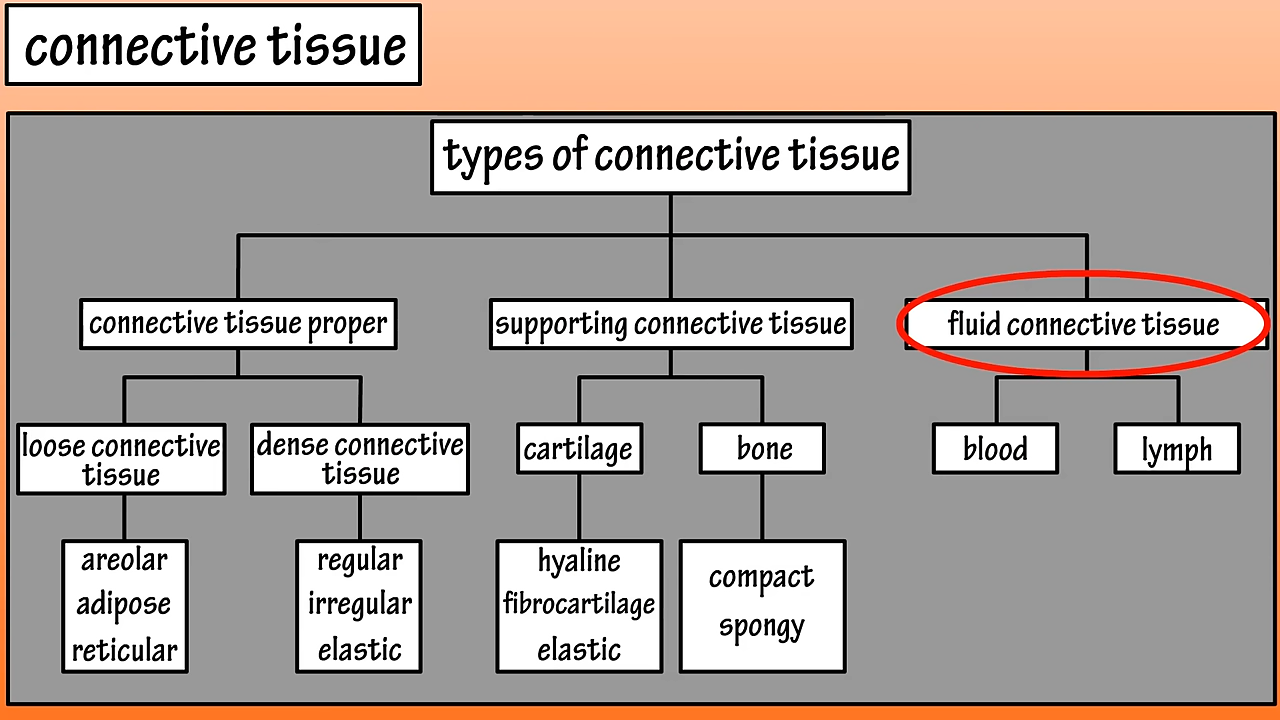 connective tissue
types of connective tissue
connective tissue proper
supporting connective tissue
fluid connective tissue
loose connective
tissue
dense connective
tissue
cartilage
bone
blood
lymph
areolar
adipose
reticular
regular
irregular
elastic
hyaline
fibrocartilage
elastic
compact
spongy